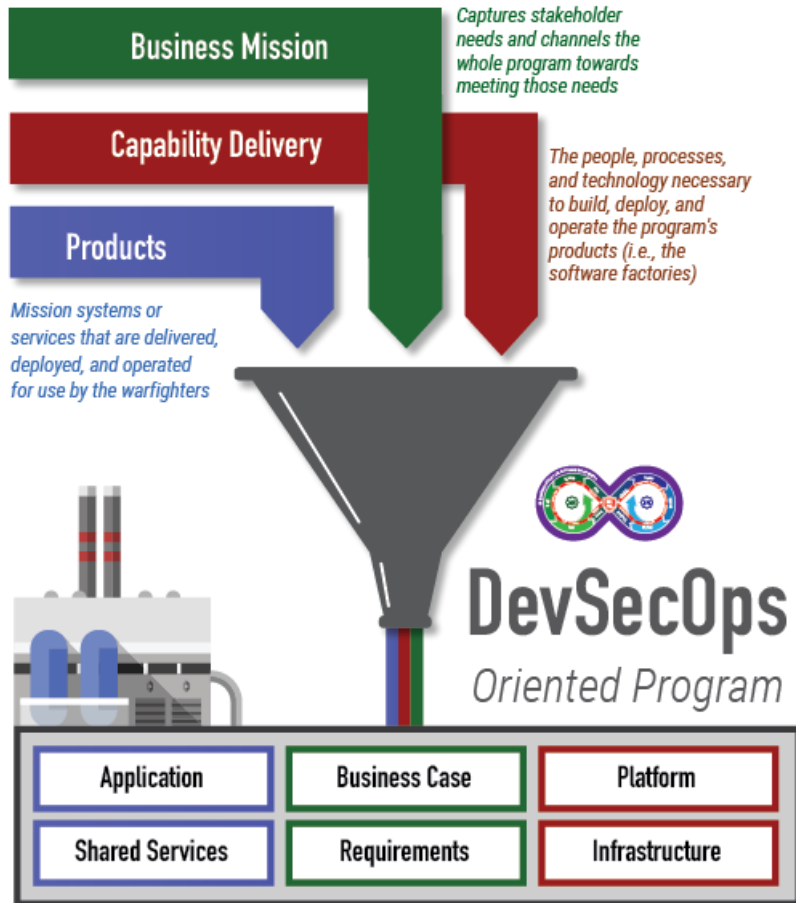 Business Mission
Captures stakeholder
needs and channels the
whole program towards
meeting those needs
Capability Delivery
The people, processes,
and technology necessary
to build, deploy, and
operate the program's
products (i.e., the
software factories)
Products
Mission systems or
services that are delivered,
deployed, and operated
for use by the warfighters
DevSecOps
Oriented Program
Application
Business Case
Platform
Shared Services
Requirements
Infrastructure